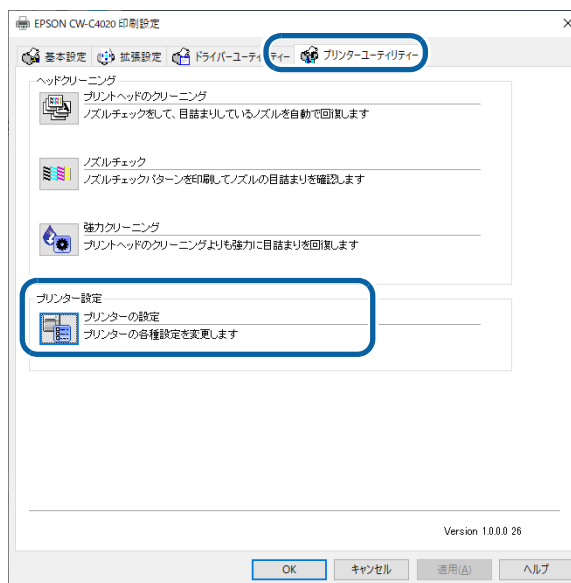 EPSON CW-C4020 印刷設定
基本設定 拡張設定 ドライバーユーティリティー プリンターユーティリティー
ヘッドクリーニング
プリントヘッドのクリーニング
ノズルチェックをして、目詰まりしているノズルを自動で回復します
ノズルチェック
ノズルチェックパターンを印刷してノズルの目詰まりを確認します
強力クリーニング
プリントヘッドのクリーニングよりも強力に目詰まりを回復します
プリンター設定
プリンターの設定
プリンターの各種設定を変更します
Version 1.0.0.0 26
OK キャンセル 適用(A) ヘルプ